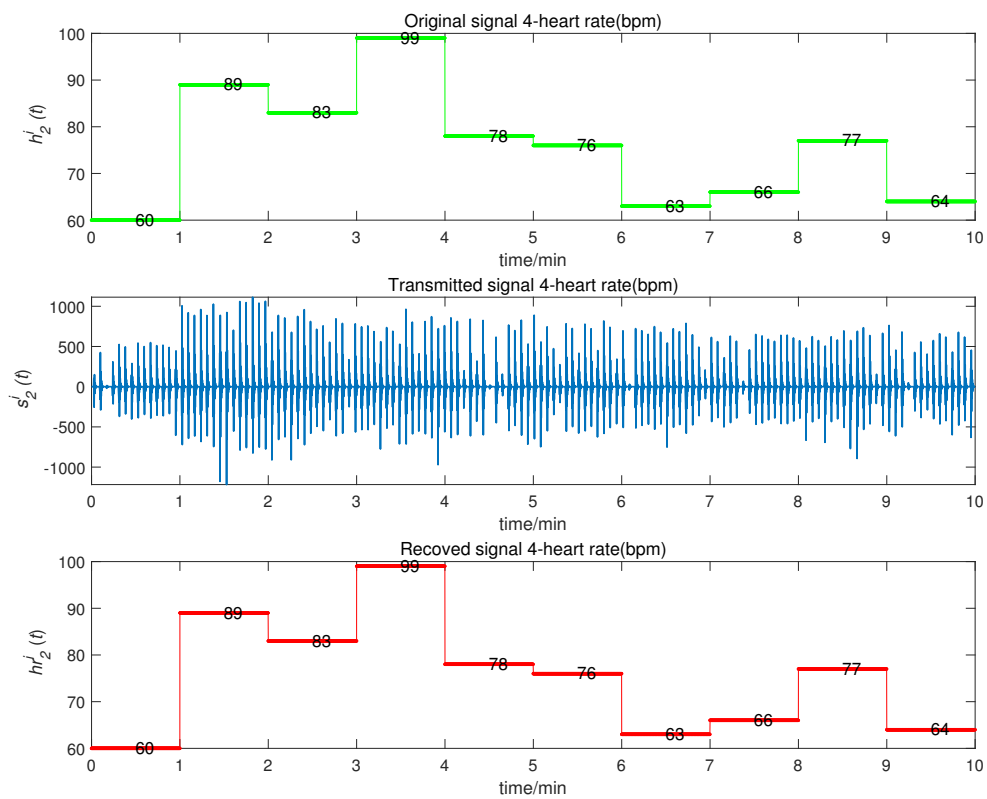 Original signal 4-heart rate(bpm)
100
90
80
70
60
h₂ⁱ(t)
60
89
83
99
78
76
63
66
77
64
0 1 2 3 4 5 6 7 8 9 10
time/min
Transmitted signal 4-heart rate(bpm)
1000
500
0
-500
-1000
s₂ⁱ(t)
0 1 2 3 4 5 6 7 8 9 10
time/min
Recoved signal 4-heart rate(bpm)
100
90
80
70
60
hr₂ⁱ(t)
60
89
83
99
78
76
63
66
77
64
0 1 2 3 4 5 6 7 8 9 10
time/min